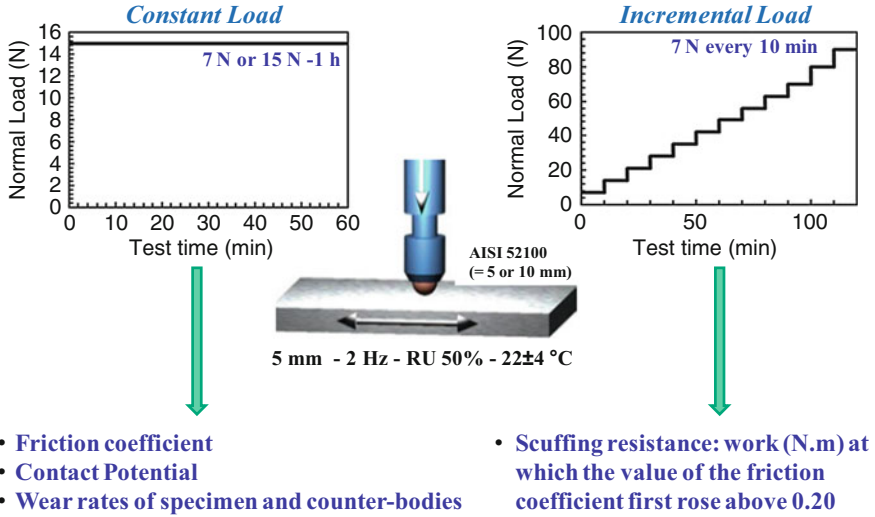 Constant Load
Normal Load (N)
16
14
12
10
8
6
4
2
0
7 N or 15 N -1 h
0 10 20 30 40 50 60
Test time (min)
Incremental Load
Normal Load (N)
100
80
60
40
20
0
7 N every 10 min
0 50 100
Test time (min)
AISI 52100
(= 5 or 10 mm)
5 mm - 2 Hz - RU 50% - 22±4 °C
• Friction coefficient
• Contact Potential
• Wear rates of specimen and counter-bodies
• Scuffing resistance: work (N.m) at
which the value of the friction
coefficient first rose above 0.20